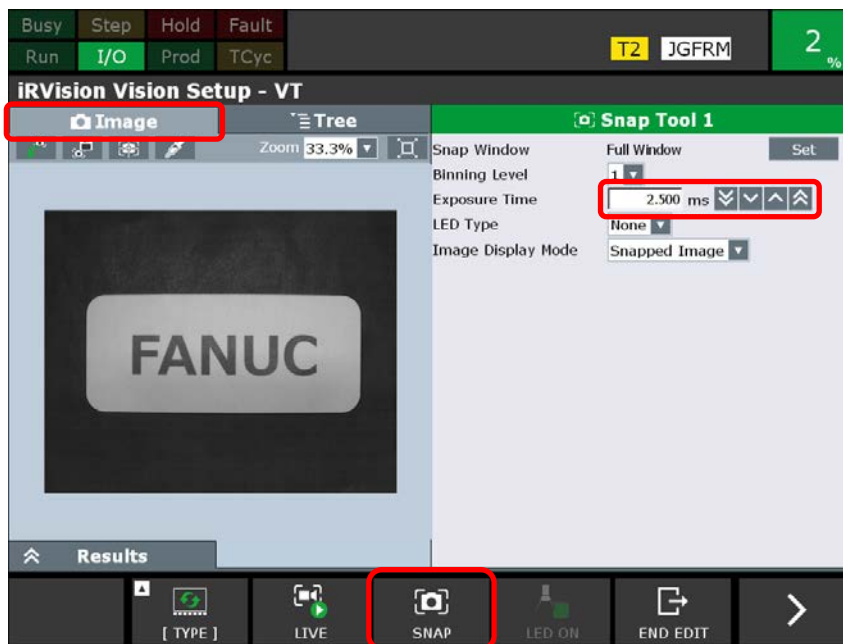 Busy Step Hold Fault
Run I/O Prod TCyc T2 JGFRM 2 %
iRVision Vision Setup - VT
Image Tree
Zoom 33.3%
Snap Tool 1
Snap Window Full Window Set
Binning Level 1
Exposure Time 2.500 ms
LED Type None
Image Display Mode Snapped Image
FANUC
Results
[ TYPE ] LIVE SNAP LED ON END EDIT